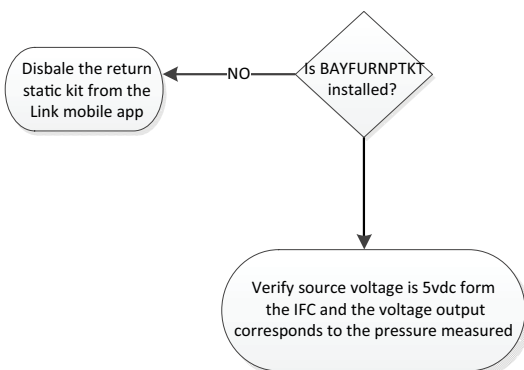 Is BAYFURNPTKT
installed?
NO
Disbale the return
static kit from the
Link mobile app
Verify source voltage is 5vdc form
the IFC and the voltage output
corresponds to the pressure measured